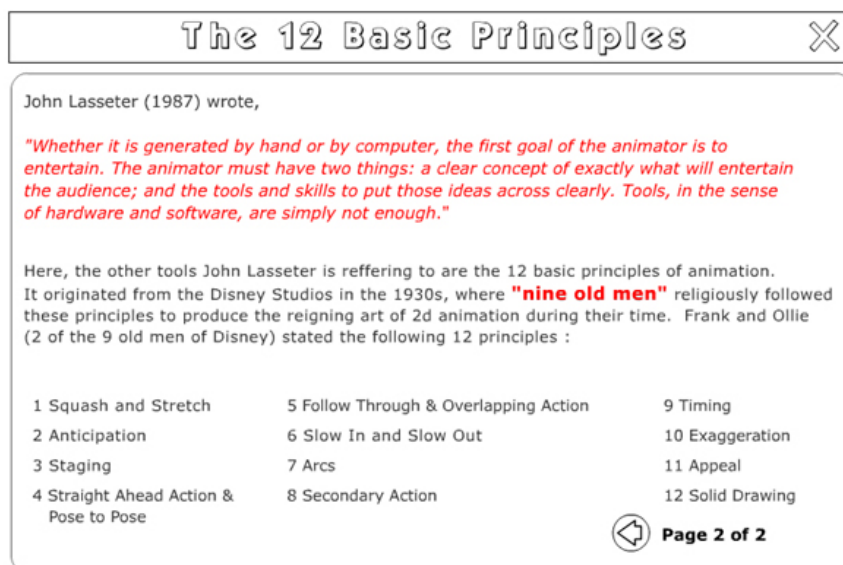 The 12 Basic Principles
John Lasseter (1987) wrote,
"Whether it is generated by hand or by computer, the first goal of the animator is to
entertain. The animator must have two things: a clear concept of exactly what will entertain
the audience; and the tools and skills to put those ideas across clearly. Tools, in the sense
of hardware and software, are simply not enough."
Here, the other tools John Lasseter is reffering to are the 12 basic principles of animation.
It originated from the Disney Studios in the 1930s, where "nine old men" religiously followed
these principles to produce the reigning art of 2d animation during their time. Frank and Ollie
(2 of the 9 old men of Disney) stated the following 12 principles :
1 Squash and Stretch
2 Anticipation
3 Staging
4 Straight Ahead Action &
Pose to Pose
5 Follow Through & Overlapping Action
6 Slow In and Slow Out
7 Arcs
8 Secondary Action
9 Timing
10 Exaggeration
11 Appeal
12 Solid Drawing
Page 2 of 2